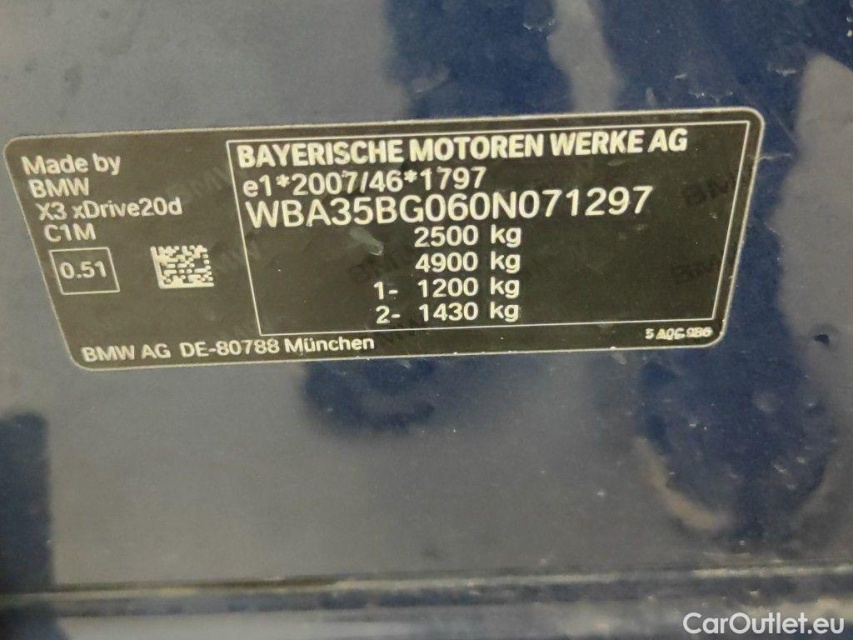 Made by
BMW
X3 xDrive20d
C1M
0.51
BMW AG DE-80788 München
BAYERISCHE MOTOREN WERKE AG
e1*2007/46*1797
WBA35BG060N071297
2500 kg
4900 kg
1- 1200 kg
2- 1430 kg
CarOutlet.eu